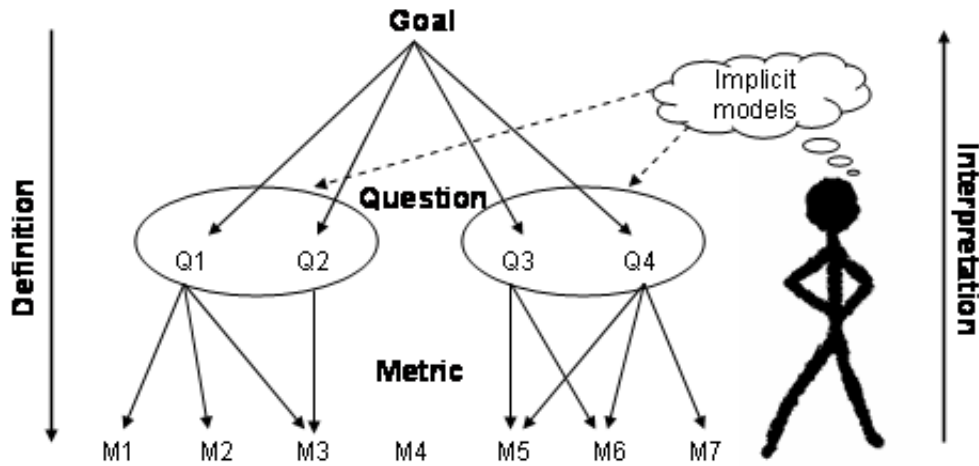 Goal
Implicit
models
Question
Definition
Interpretation
Q1 Q2 Q3 Q4
Metric
M1 M2 M3 M4 M5 M6 M7